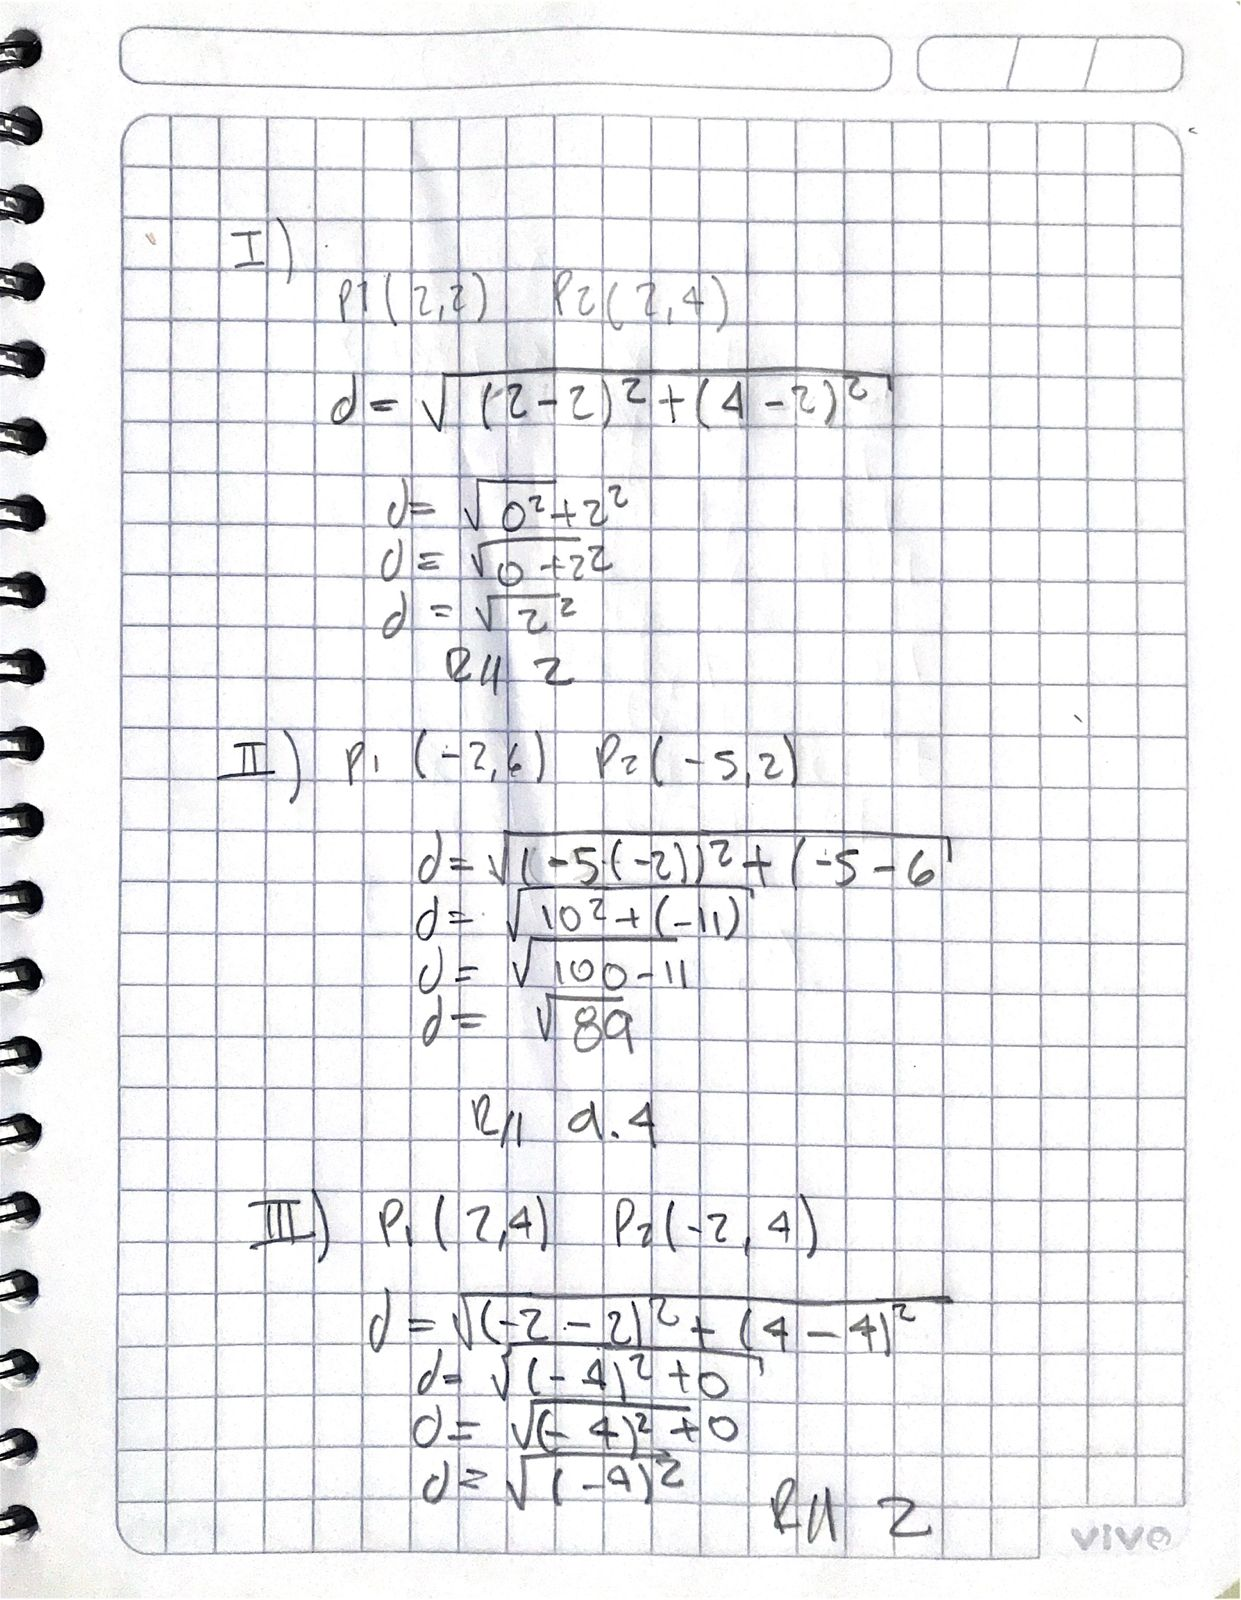 I)
P1(2,2) P2(2,4)
d = √(2-2)² + (4-2)²
d = √0² + 2²
d = √0 + 2²
d = √2²
R// 2
II) P₁ (-2,6) P₂(-5,2)
d = √(-5(-2))² + (-5-6
d = √10² + (-11)
d = √100-11
d = √89
R// 9.4
III) P₁(2,4) P₂(-2,4)
d = √(-2-2)² + (4-4)²
d = √(-4)² + 0
d = √(-4)² + 0
d = √(-4)²
R// 2
vivo